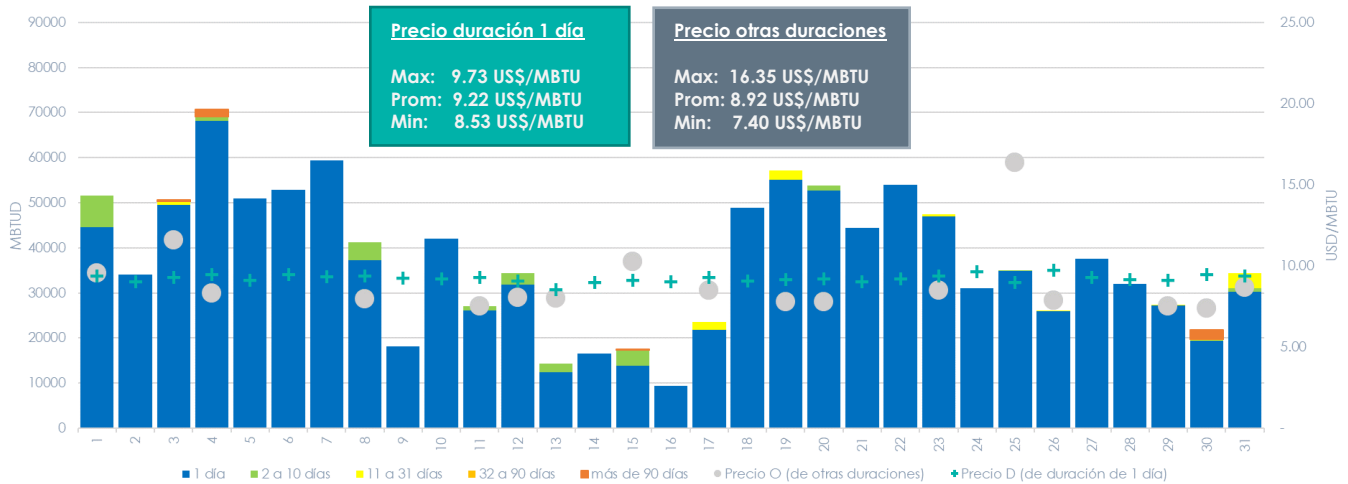 Precio duración 1 día
Max: 9.73 US$/MBTU
Prom: 9.22 US$/MBTU
Min: 8.53 US$/MBTU
Precio otras duraciones
Max: 16.35 US$/MBTU
Prom: 8.92 US$/MBTU
Min: 7.40 US$/MBTU
90000
80000
70000
60000
50000
40000
30000
20000
10000
0
MBTUD
25.00
20.00
15.00
10.00
5.00
-
USD/MBTU
1 2 3 4 5 6 7 8 9 10 11 12 13 14 15 16 17 18 19 20 21 22 23 24 25 26 27 28 29 30 31
1 día 2 a 10 días 11 a 31 días 32 a 90 días más de 90 días Precio O (de otras duraciones) Precio D (de duración de 1 día)